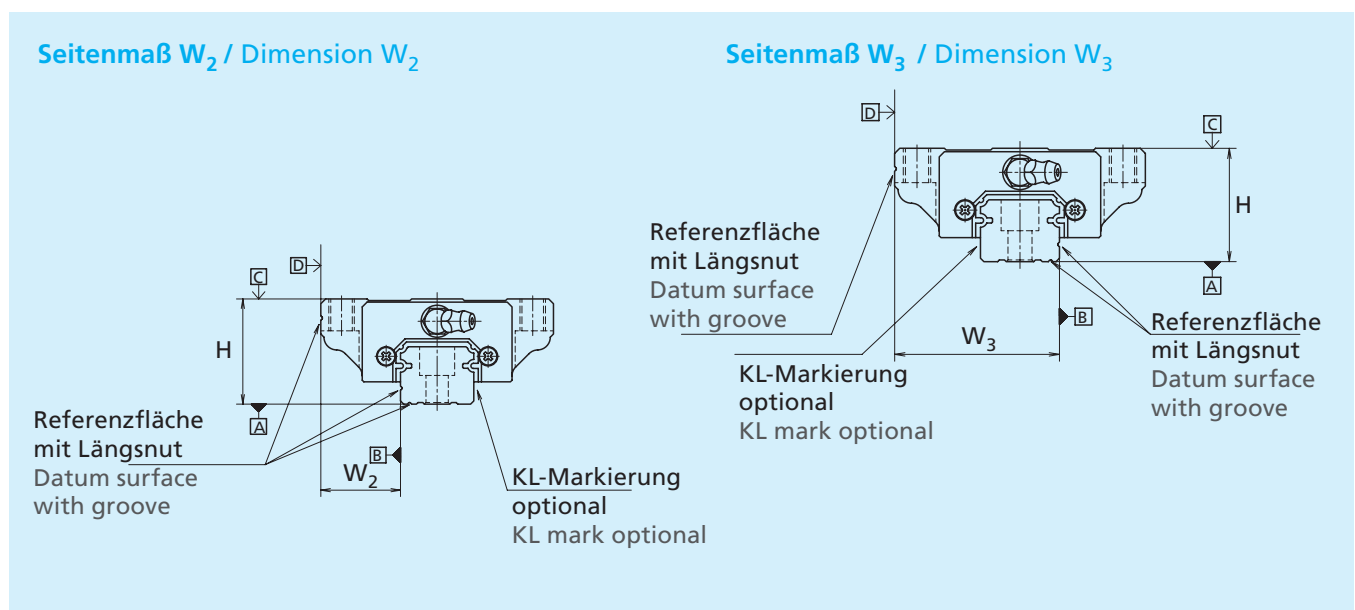 Seitenmaß W2 / Dimension W2
D
C
H
A
B
W2
Referenzfläche
mit Längsnut
Datum surface
with groove
KL-Markierung
optional
KL mark optional
Seitenmaß W3 / Dimension W3
D
C
H
A
B
W3
Referenzfläche
mit Längsnut
Datum surface
with groove
KL-Markierung
optional
KL mark optional
Referenzfläche
mit Längsnut
Datum surface
with groove